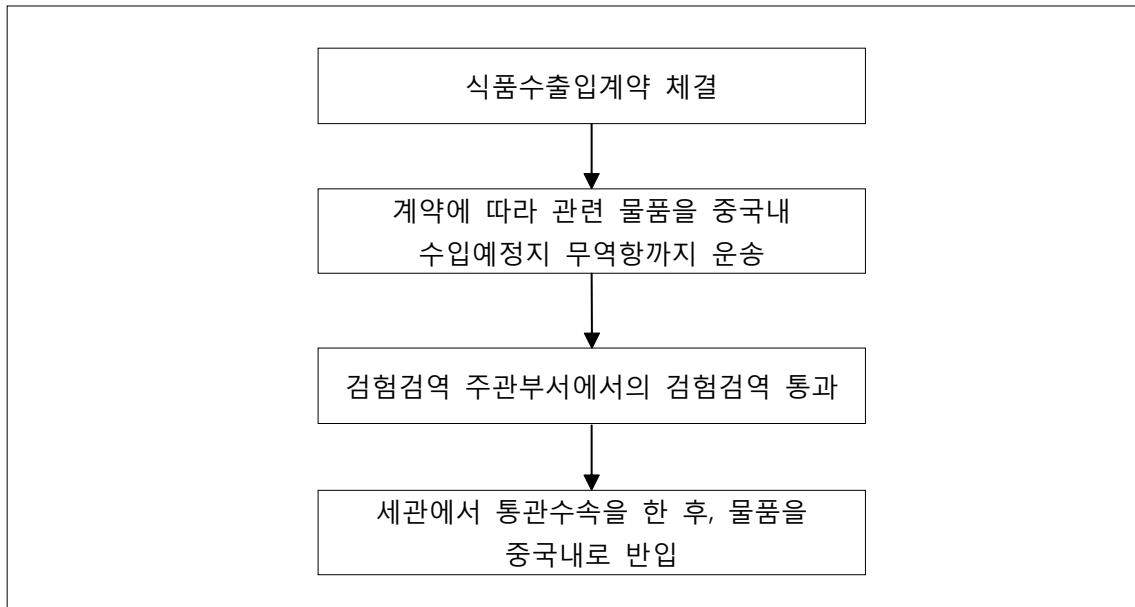 식품수출입계약 체결
계약에 따라 관련 물품을 중국내
수입예정지 무역항까지 운송
검험검역 주관부서에서의 검험검역 통과
세관에서 통관수속을 한 후, 물품을
중국내로 반입